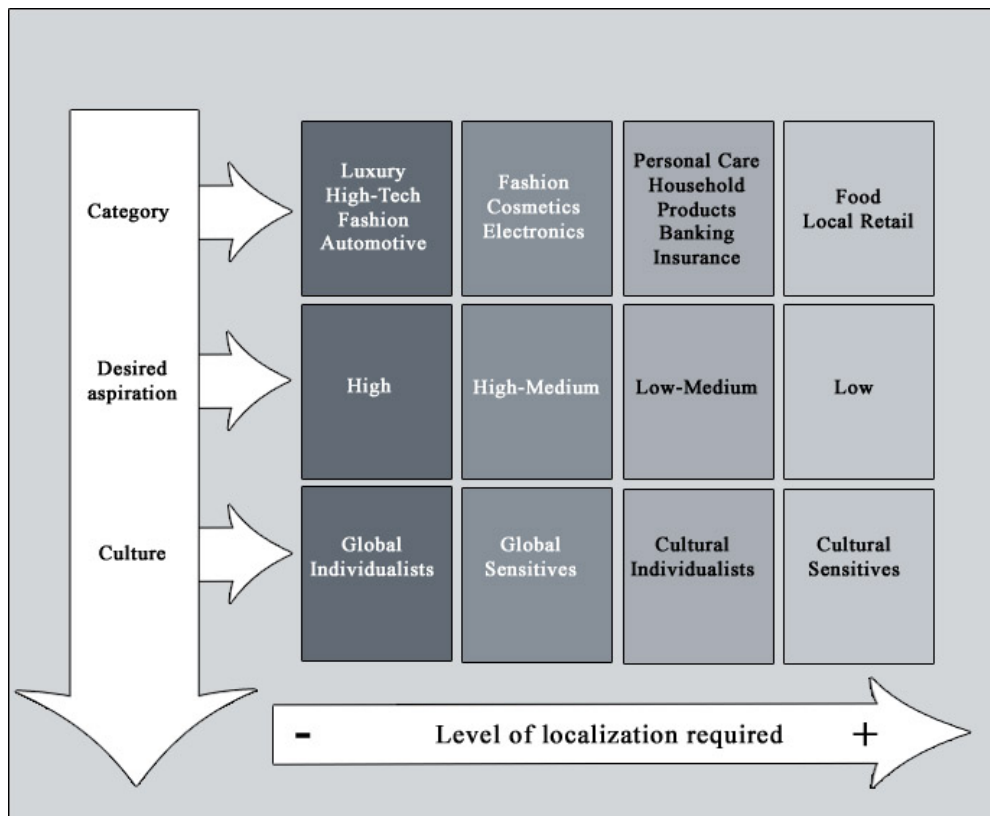 Category
Luxury
High-Tech
Fashion
Automotive
Fashion
Cosmetics
Electronics
Personal Care
Household
Products
Banking
Insurance
Food
Local Retail
Desired
aspiration
High
High-Medium
Low-Medium
Low
Culture
Global
Individualists
Global
Sensitives
Cultural
Individualists
Cultural
Sensitives
- Level of localization required +